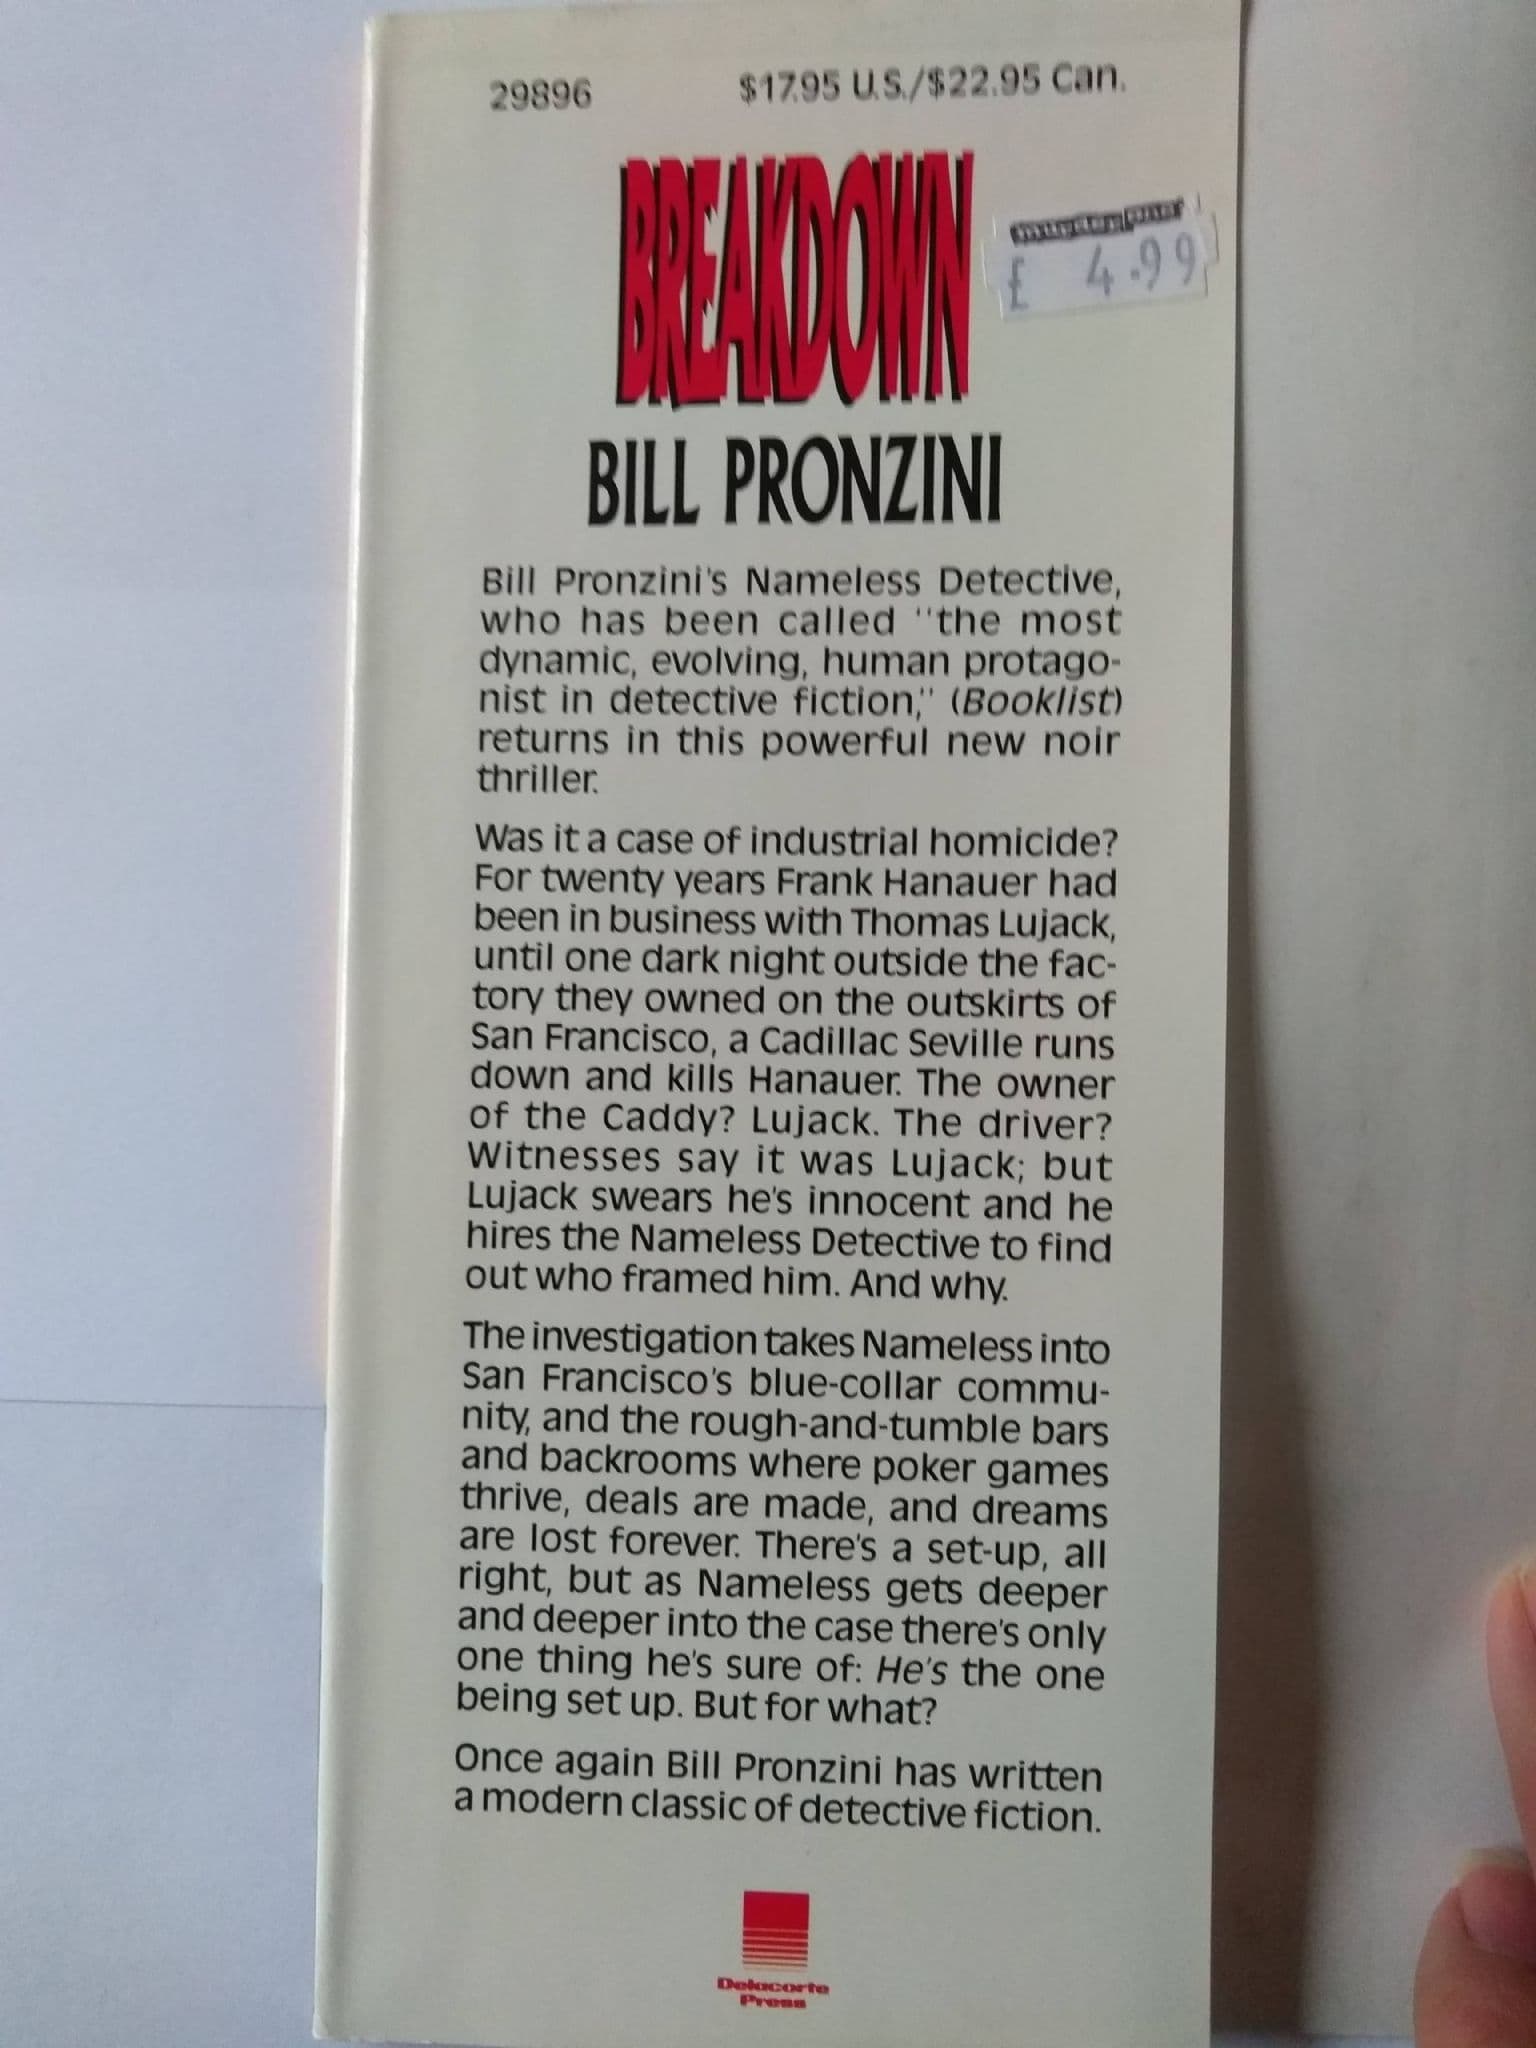 29896 $17.95 U.S./$22.95 Can.
BREAKDOWN
£ 4.99
BILL PRONZINI
Bill Pronzini's Nameless Detective,
who has been called "the most
dynamic, evolving, human protago-
nist in detective fiction," (Booklist)
returns in this powerful new noir
thriller.
Was it a case of industrial homicide?
For twenty years Frank Hanauer had
been in business with Thomas Lujack,
until one dark night outside the fac-
tory they owned on the outskirts of
San Francisco, a Cadillac Seville runs
down and kills Hanauer. The owner
of the Caddy? Lujack. The driver?
Witnesses say it was Lujack; but
Lujack swears he's innocent and he
hires the Nameless Detective to find
out who framed him. And why.
The investigation takes Nameless into
San Francisco's blue-collar commu-
nity, and the rough-and-tumble bars
and backrooms where poker games
thrive, deals are made, and dreams
are lost forever. There's a set-up, all
right, but as Nameless gets deeper
and deeper into the case there's only
one thing he's sure of: He's the one
being set up. But for what?
Once again Bill Pronzini has written
a modern classic of detective fiction.
Delacorte
Press